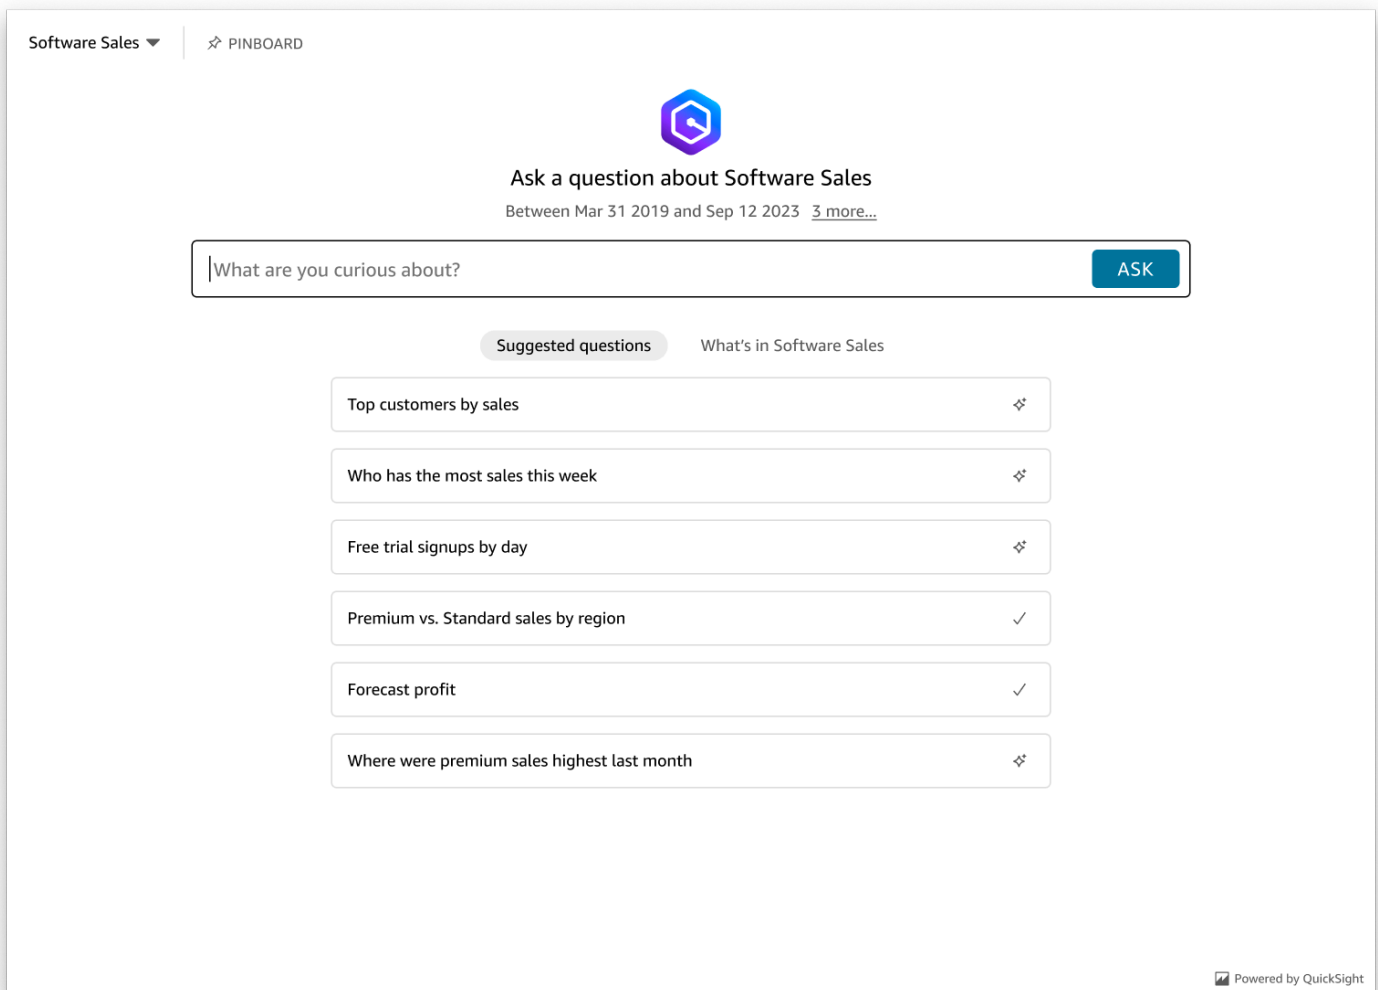 Software Sales
PINBOARD
Ask a question about Software Sales
Between Mar 31 2019 and Sep 12 2023 3 more...
What are you curious about?
ASK
Suggested questions
What's in Software Sales
Top customers by sales
Who has the most sales this week
Free trial signups by day
Premium vs. Standard sales by region
Forecast profit
Where were premium sales highest last month
Powered by QuickSight